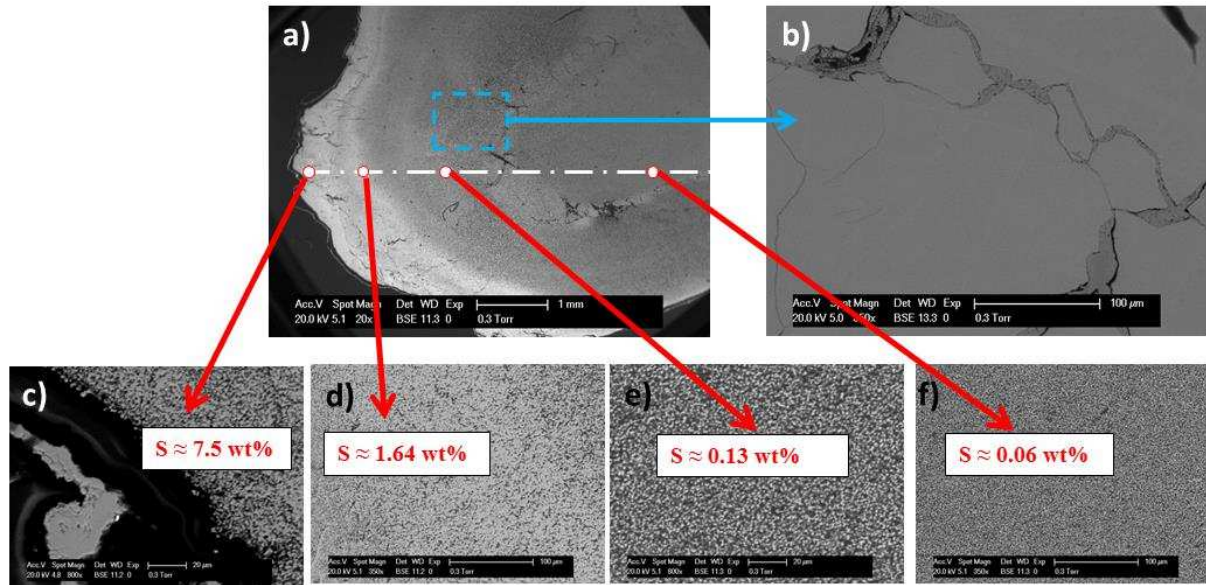 a)
Acc.V Spot Magn Det WD Exp 1 mm
20.0 kV 5.1 20x BSE 11.3 0 0.3 Torr
b)
Acc.V Spot Magn Det WD Exp 100 µm
20.0 kV 5.0 350x BSE 13.3 0 0.3 Torr
c)
S ≈ 7.5 wt%
Acc.V Spot Magn Det WD Exp 20 µm
20.0 kV 4.8 800x BSE 11.2 0 0.3 Torr
d)
S ≈ 1.64 wt%
Acc.V Spot Magn Det WD Exp 100 µm
20.0 kV 5.1 350x BSE 11.2 0 0.3 Torr
e)
S ≈ 0.13 wt%
Acc.V Spot Magn Det WD Exp 20 µm
20.0 kV 5.1 800x BSE 11.3 0 0.3 Torr
f)
S ≈ 0.06 wt%
Acc.V Spot Magn Det WD Exp 100 µm
20.0 kV 5.1 350x BSE 11.3 0 0.3 Torr